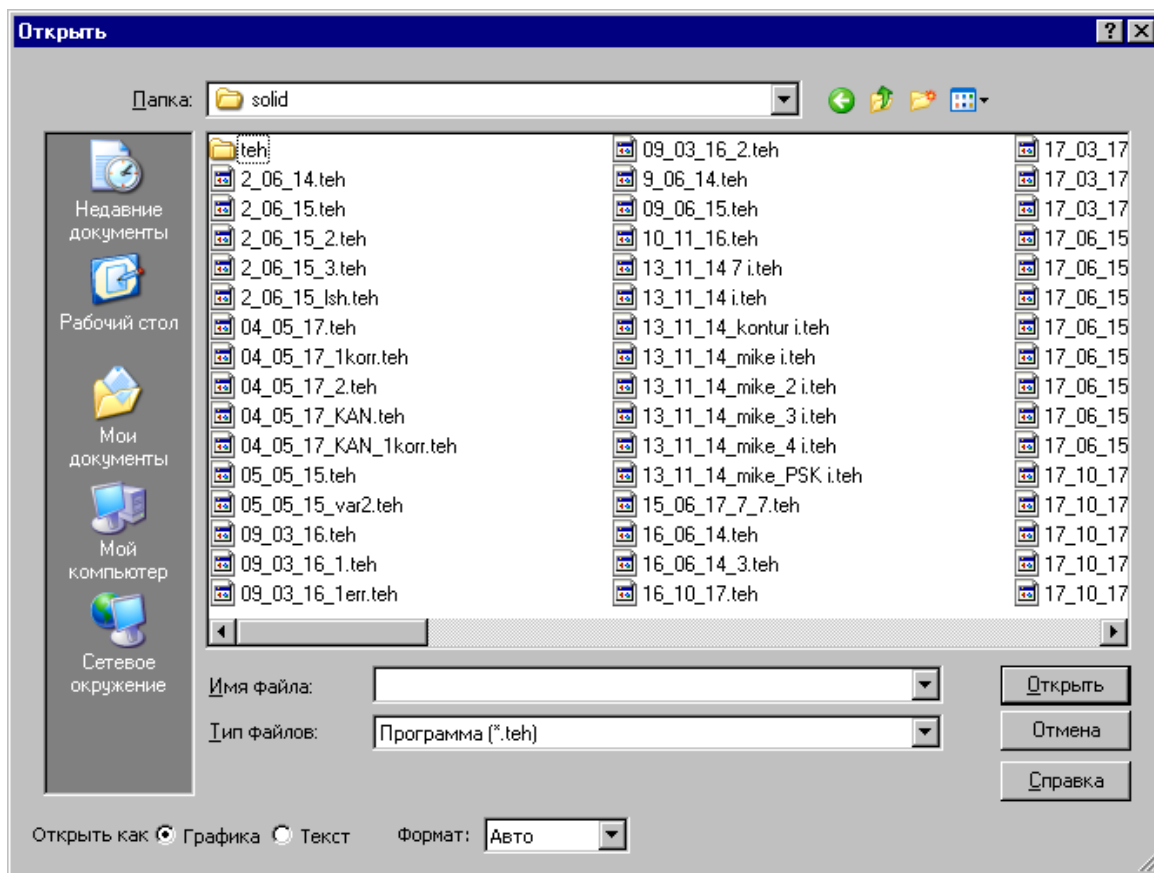 Открыть
Папка: solid
Недавние
документы
Рабочий стол
Мои
документы
Мой
компьютер
Сетевое
окружение
teh
2_06_14.teh
2_06_15.teh
2_06_15_2.teh
2_06_15_3.teh
2_06_15_lsh.teh
04_05_17.teh
04_05_17_1korr.teh
04_05_17_2.teh
04_05_17_KAN.teh
04_05_17_KAN_1korr.teh
05_05_15.teh
05_05_15_var2.teh
09_03_16.teh
09_03_16_1.teh
09_03_16_1err.teh
09_03_16_2.teh
9_06_14.teh
09_06_15.teh
10_11_16.teh
13_11_14 7 i.teh
13_11_14 i.teh
13_11_14_kontur i.teh
13_11_14_mike i.teh
13_11_14_mike_2 i.teh
13_11_14_mike_3 i.teh
13_11_14_mike_4 i.teh
13_11_14_mike_PSK i.teh
15_06_17_7_7.teh
16_06_14.teh
16_06_14_3.teh
16_10_17.teh
17_03_17
17_03_17
17_03_17
17_06_15
17_06_15
17_06_15
17_06_15
17_06_15
17_06_15
17_06_15
17_06_15
17_10_17
17_10_17
17_10_17
17_10_17
17_10_17
Имя файла:
Открыть
Тип файлов: Программа (*.teh)
Отмена
Справка
Открыть как Графика Текст Формат: Авто